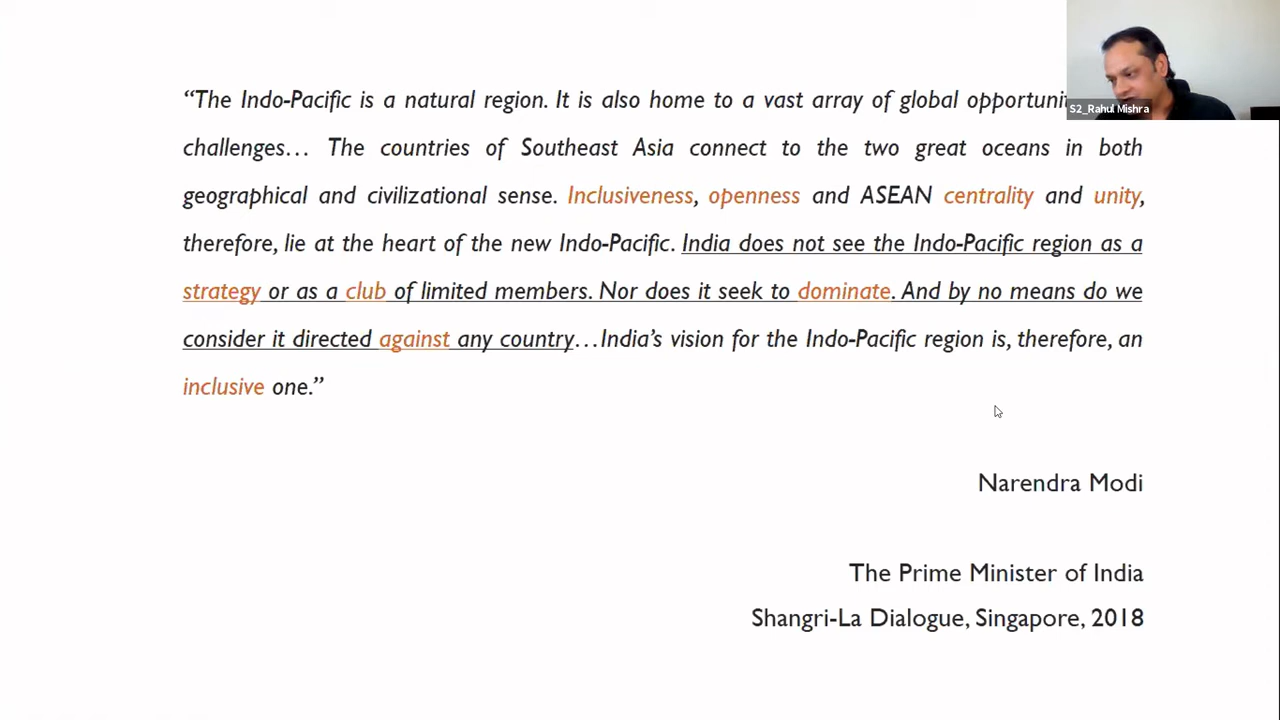 “The Indo-Pacific is a natural region. It is also home to a vast array of global
challenges… The countries of Southeast Asia connect to the two great oceans in both
geographical and civilizational sense. Inclusiveness, openness and ASEAN centrality and unity,
therefore, lie at the heart of the new Indo-Pacific. India does not see the Indo-Pacific region as a
strategy or as a club of limited members. Nor does it seek to dominate. And by no means do we
consider it directed against any country…India’s vision for the Indo-Pacific region is, therefore, an
inclusive one.”
Narendra Modi
The Prime Minister of India
Shangri-La Dialogue, Singapore, 2018
S2_Rahul Mishra